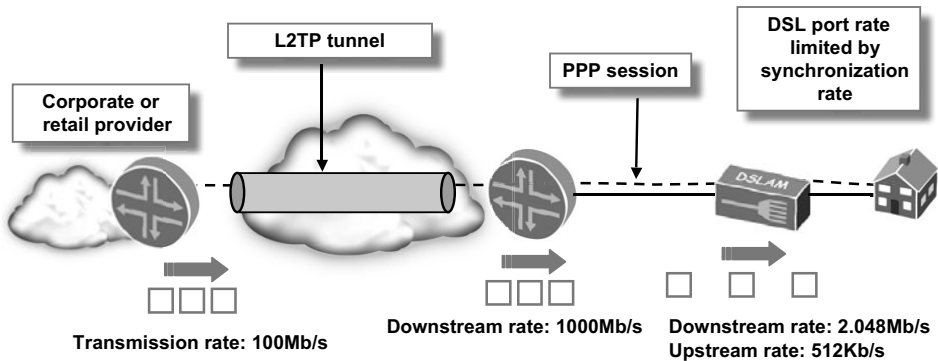 L2TP tunnel
DSL port rate
limited by
synchronization
rate
PPP session
Corporate or
retail provider
DSLAM
Transmission rate: 100Mb/s
Downstream rate: 1000Mb/s
Downstream rate: 2.048Mb/s
Upstream rate: 512Kb/s